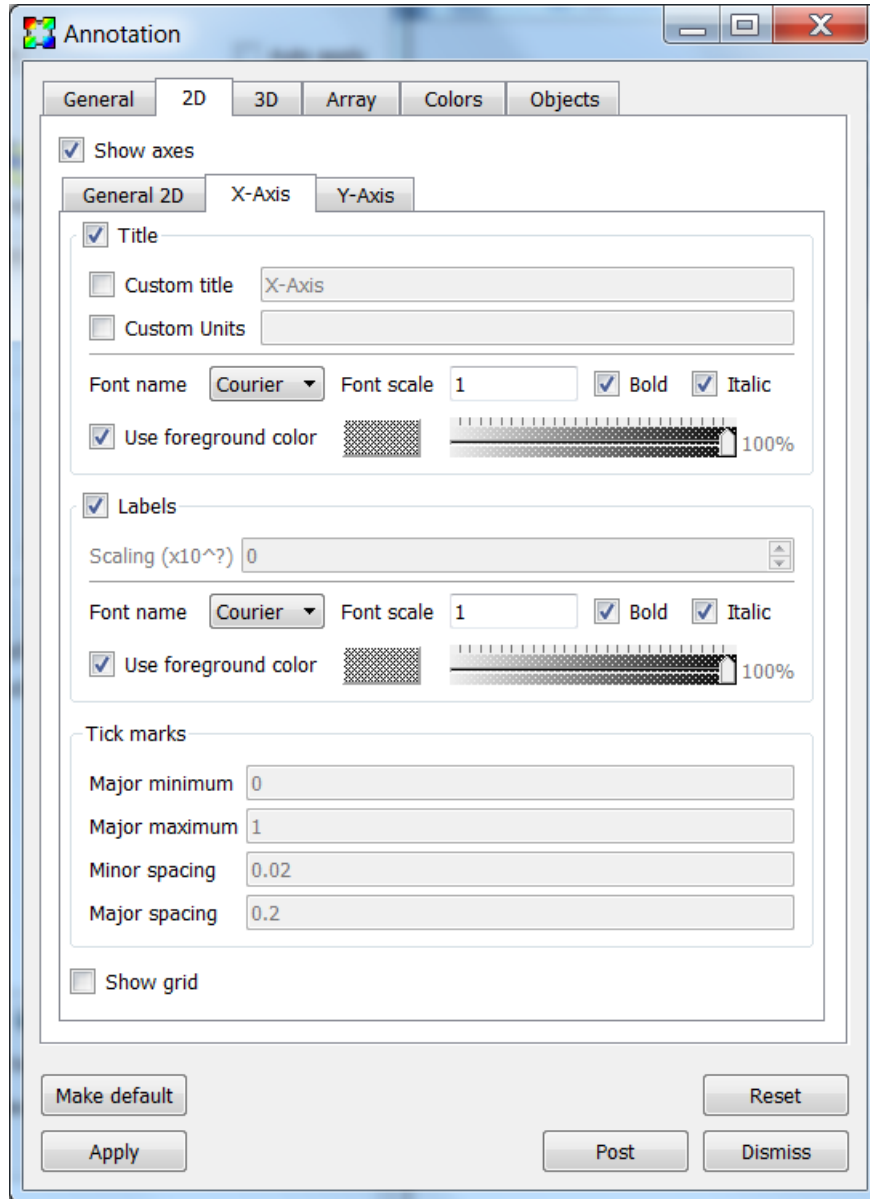 Annotation
General 2D 3D Array Colors Objects
Show axes
General 2D X-Axis Y-Axis
Title
Custom title X-Axis
Custom Units
Font name Courier Font scale 1 Bold Italic
Use foreground color 100%
Labels
Scaling (x10^?) 0
Font name Courier Font scale 1 Bold Italic
Use foreground color 100%
Tick marks
Major minimum 0
Major maximum 1
Minor spacing 0.02
Major spacing 0.2
Show grid
Make default Reset
Apply Post Dismiss